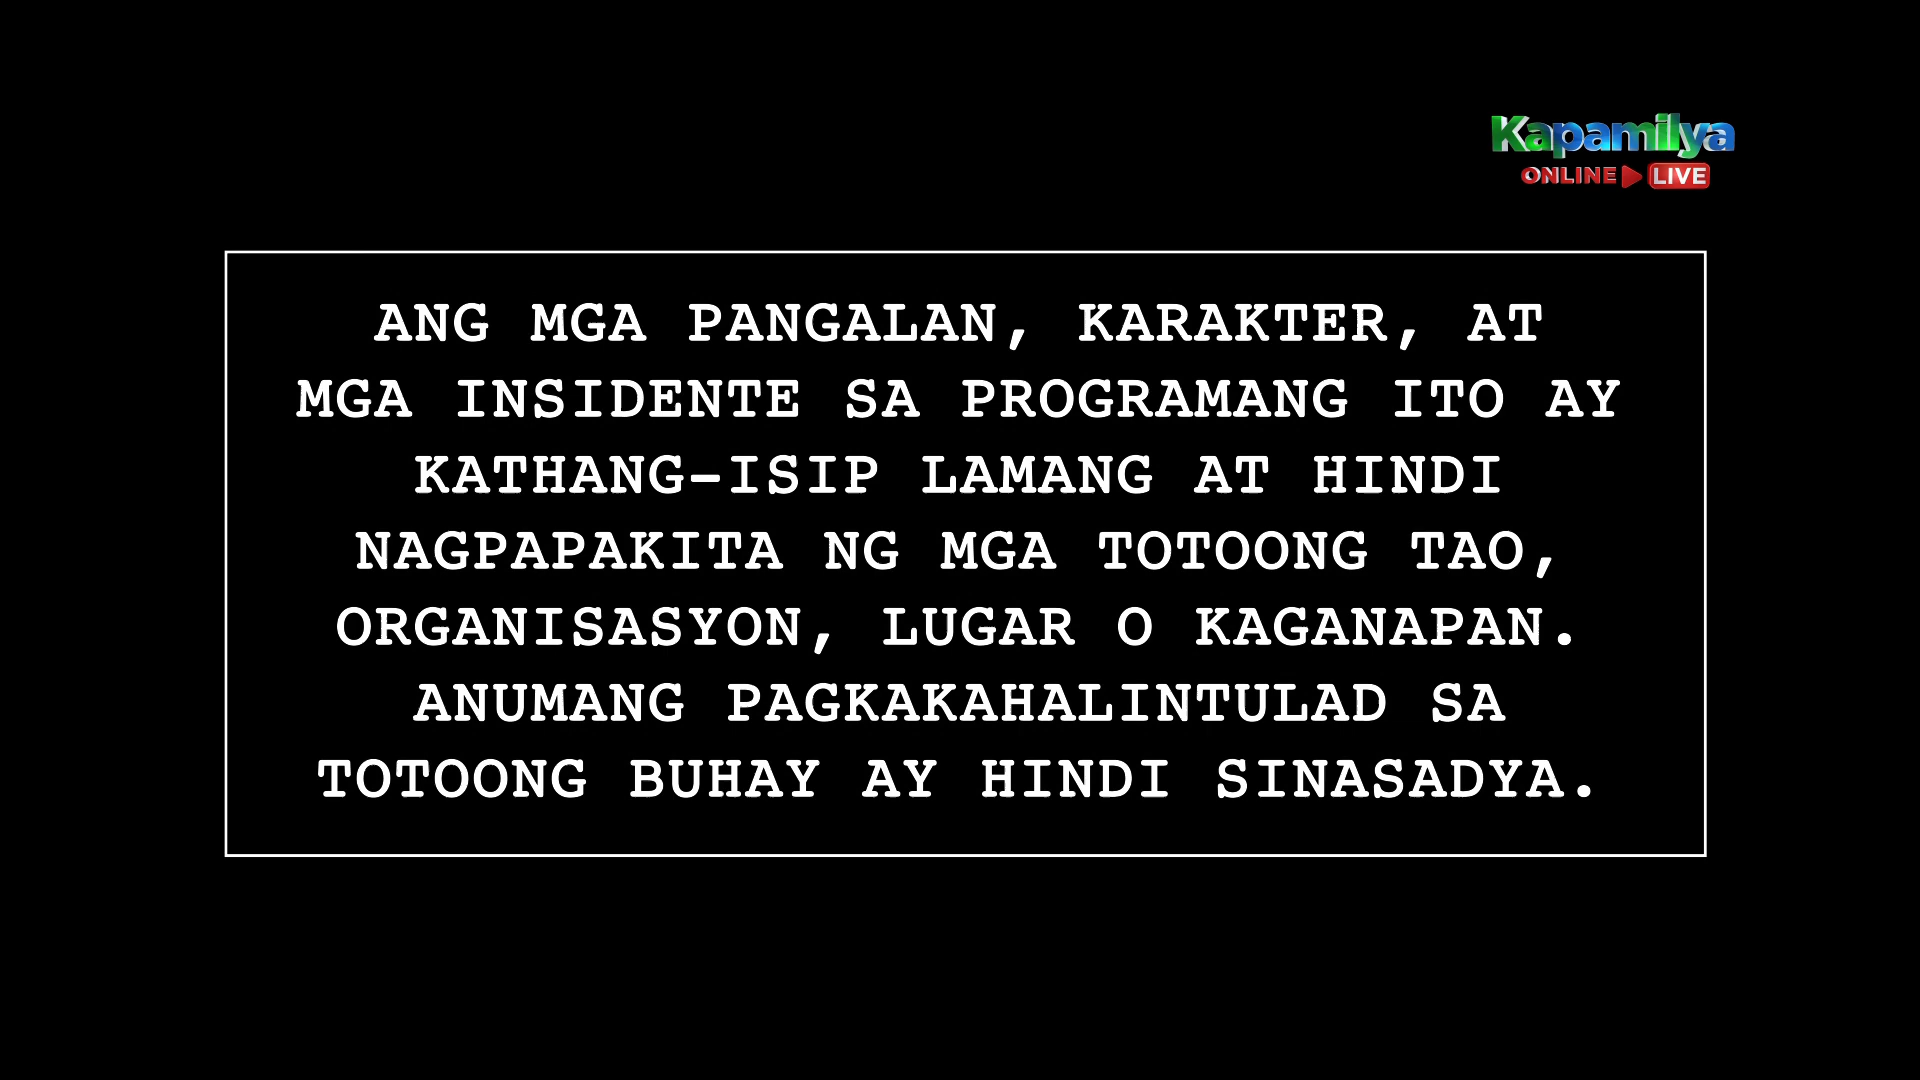 Kapamilya
ONLINE LIVE
ANG MGA PANGALAN, KARAKTER, AT
MGA INSIDENTE SA PROGRAMANG ITO AY
KATHANG-ISIP LAMANG AT HINDI
NAGPAPAKITA NG MGA TOTOONG TAO,
ORGANISASYON, LUGAR O KAGANAPAN.
ANUMANG PAGKAKAHALINTULAD SA
TOTOONG BUHAY AY HINDI SINASADYA.